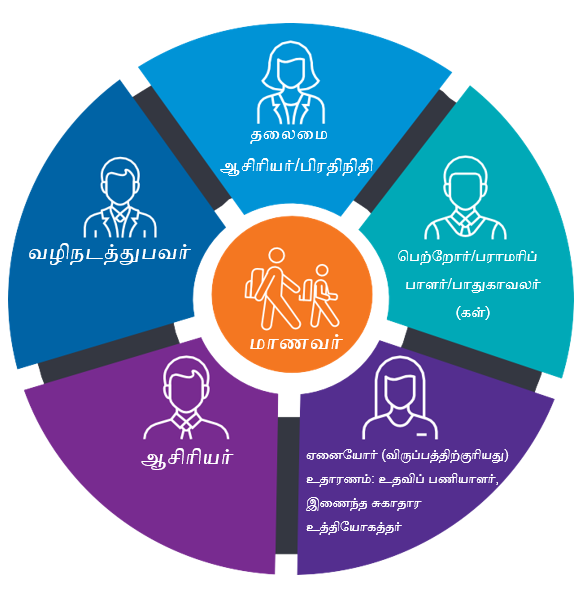 தலைமை
ஆசிரியர்/பிரதிநிதி
பெற்றோர்/பராமரிப்
பாளர்/பாதுகாவலர்
(கள்)
ஏனையோர் (விருப்பத்திற்குரியது)
உதாரணம்: உதவிப் பணியாளர்,
இணைந்த சுகாதார
உத்தியோகத்தர்
ஆசிரியர்
வழிநடத்துபவர்
மாணவர்